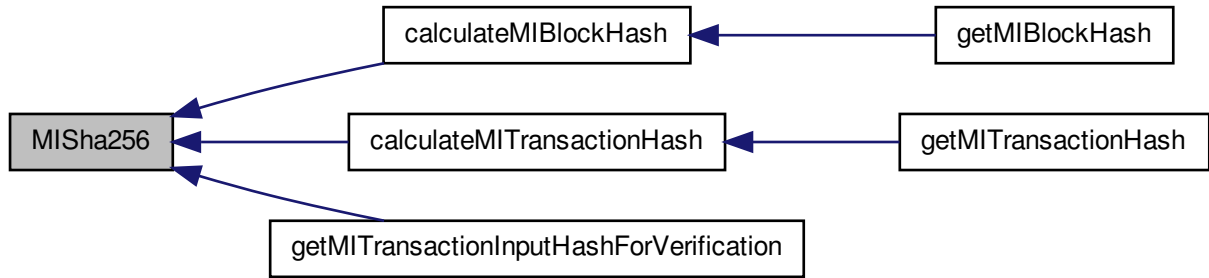 calculateMIBlockHash
getMIBlockHash
MISha256
calculateMITransactionHash
getMITransactionHash
getMITransactionInputHashForVerification